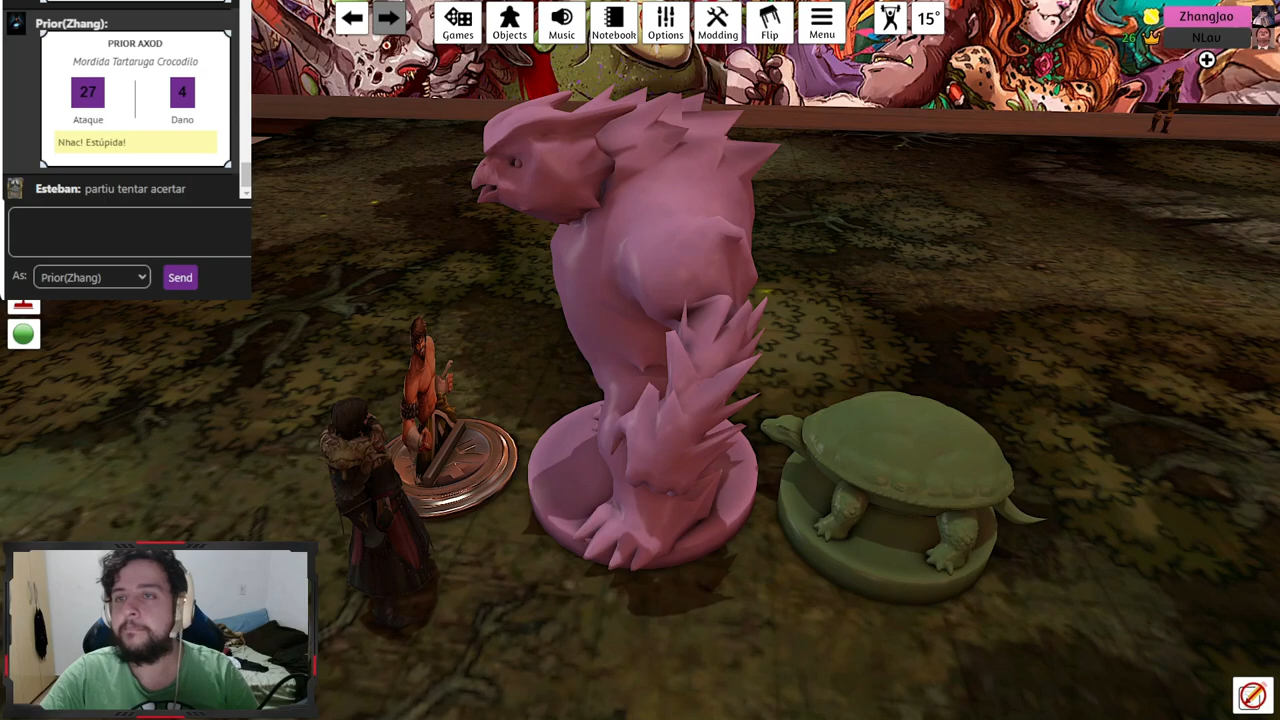 Prior(Zhang):
PRIOR AXOD
Mordida Tartaruga Crocodilo
27
4
Ataque
Dano
Nhac! Estúpida!
Esteban: partiu tentar acertar
As:
Prior(Zhang)
Send
Games
Objects
Music
Notebook
Options
Modding
Flip
Menu
15°
ZhangJao
26
NLau